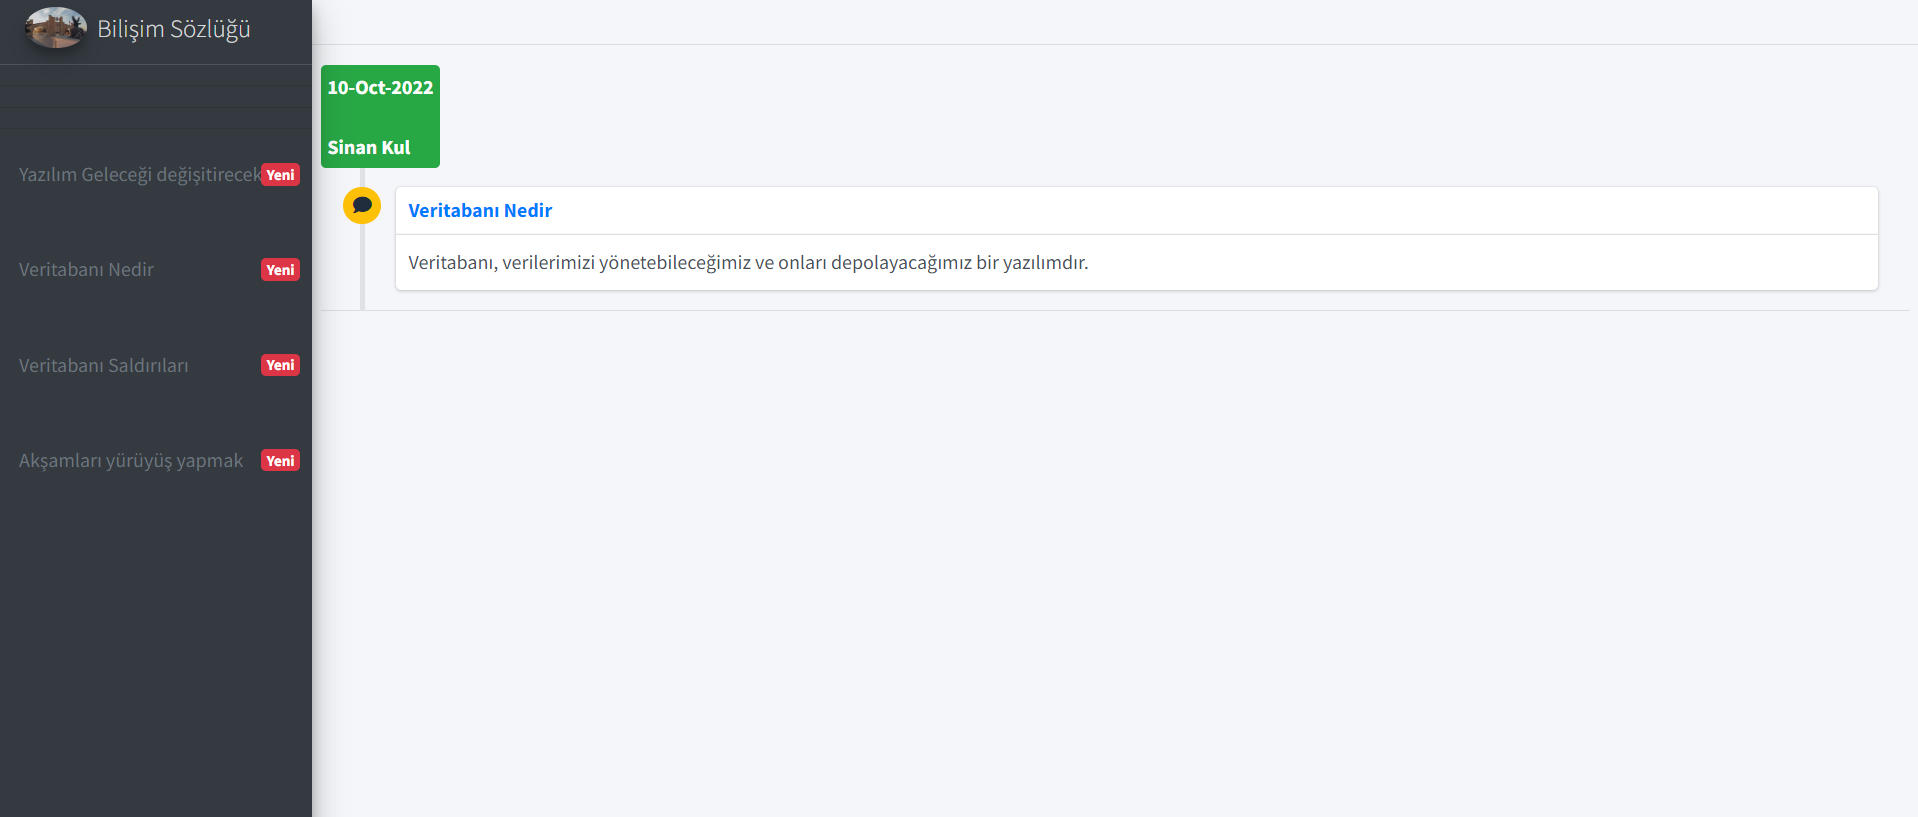 Bilişim Sözlüğü
Yazılım Geleceği değişitirecek Yeni
Veritabanı Nedir Yeni
Veritabanı Saldırıları Yeni
Akşamları yürüyüş yapmak Yeni
10-Oct-2022
Sinan Kul
Veritabanı Nedir
Veritabanı, verilerimizi yönetebileceğimiz ve onları depolayacağımız bir yazılımdır.